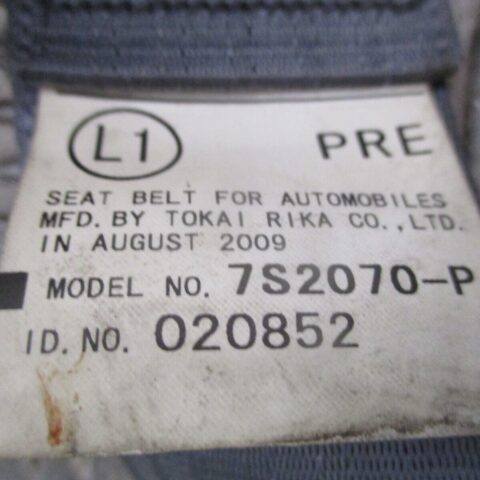 L1 PRE
SEAT BELT FOR AUTOMOBILES
MFD. BY TOKAI RIKA CO., LTD.
IN AUGUST 2009
MODEL NO. 7S2070-P
ID. NO. 020852